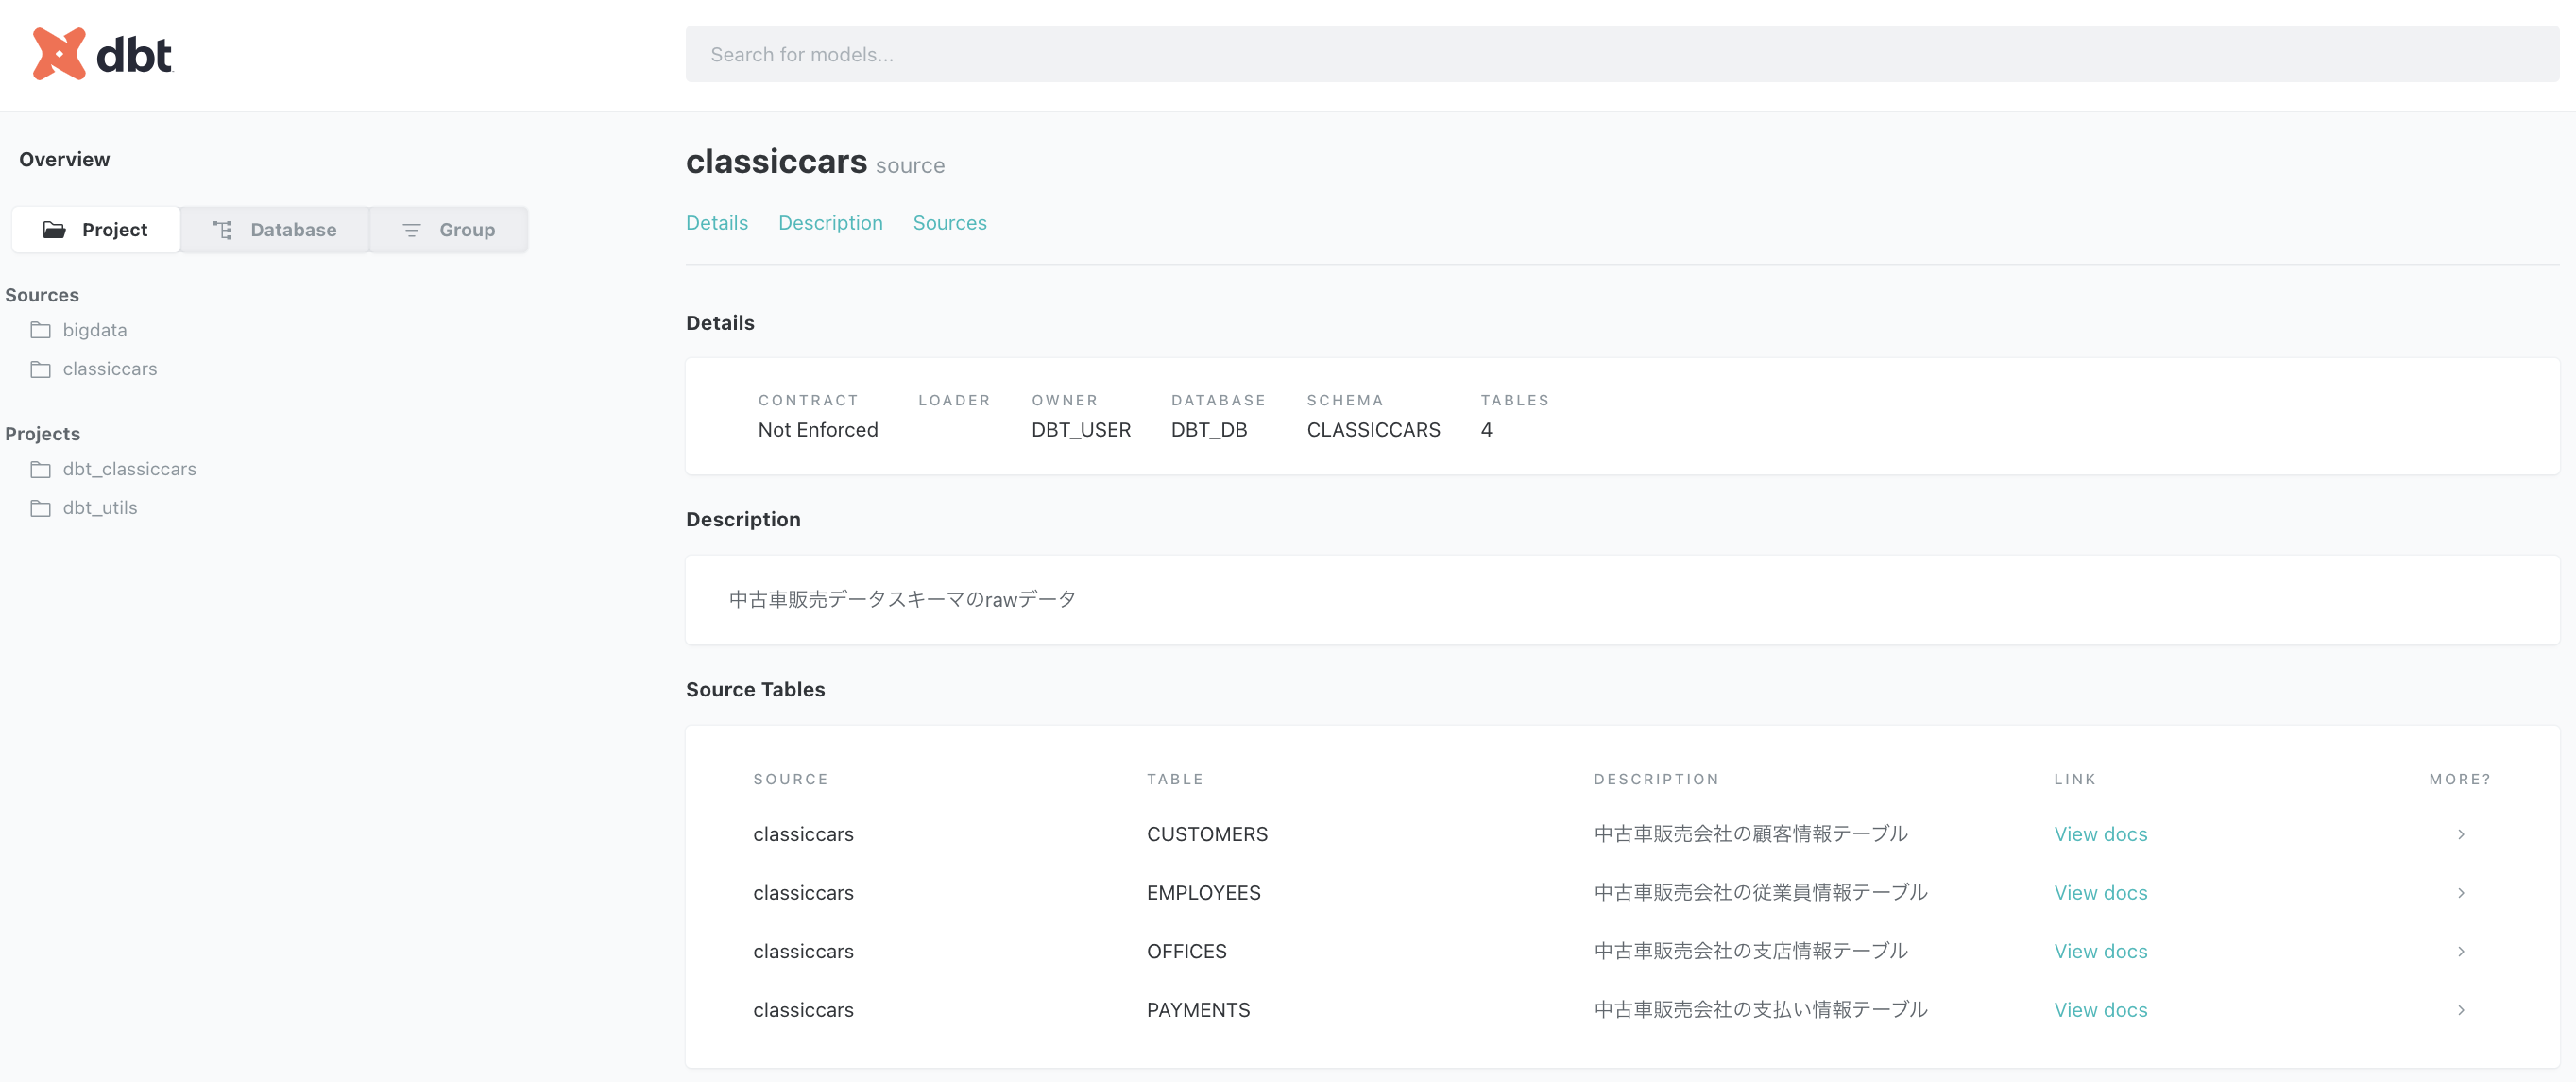 dbt
Search for models...
Overview
Project Database Group
Sources
bigdata
classiccars
Projects
dbt_classiccars
dbt_utils
classiccars source
Details Description Sources
Details
CONTRACT LOADER OWNER DATABASE SCHEMA TABLES
Not Enforced DBT_USER DBT_DB CLASSICCARS 4
Description
中古車販売データスキーマのrawデータ
Source Tables
SOURCE TABLE DESCRIPTION LINK MORE?
classiccars CUSTOMERS 中古車販売会社の顧客情報テーブル View docs
classiccars EMPLOYEES 中古車販売会社の従業員情報テーブル View docs
classiccars OFFICES 中古車販売会社の支店情報テーブル View docs
classiccars PAYMENTS 中古車販売会社の支払い情報テーブル View docs